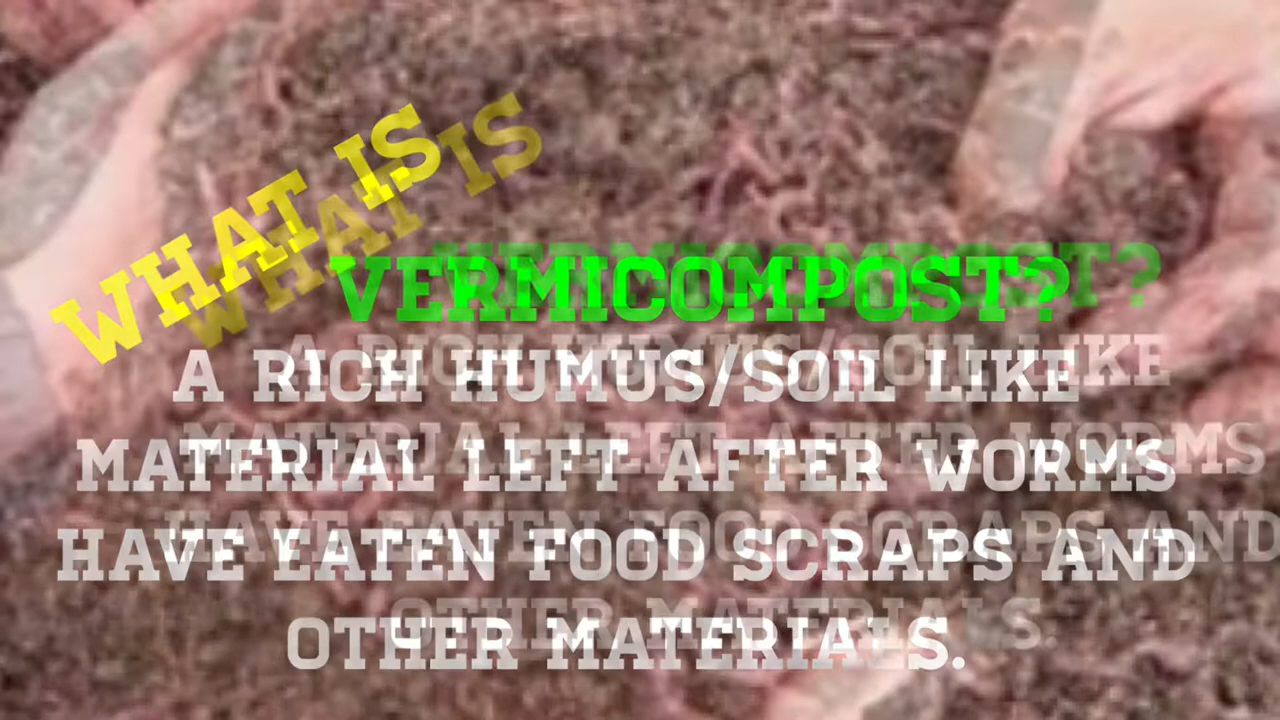 WHAT IS
VERMICOMPOST?
A RICH HUMUS/SOIL LIKE
MATERIAL LEFT AFTER WORMS
HAVE EATEN FOOD SCRAPS AND
OTHER MATERIALS.